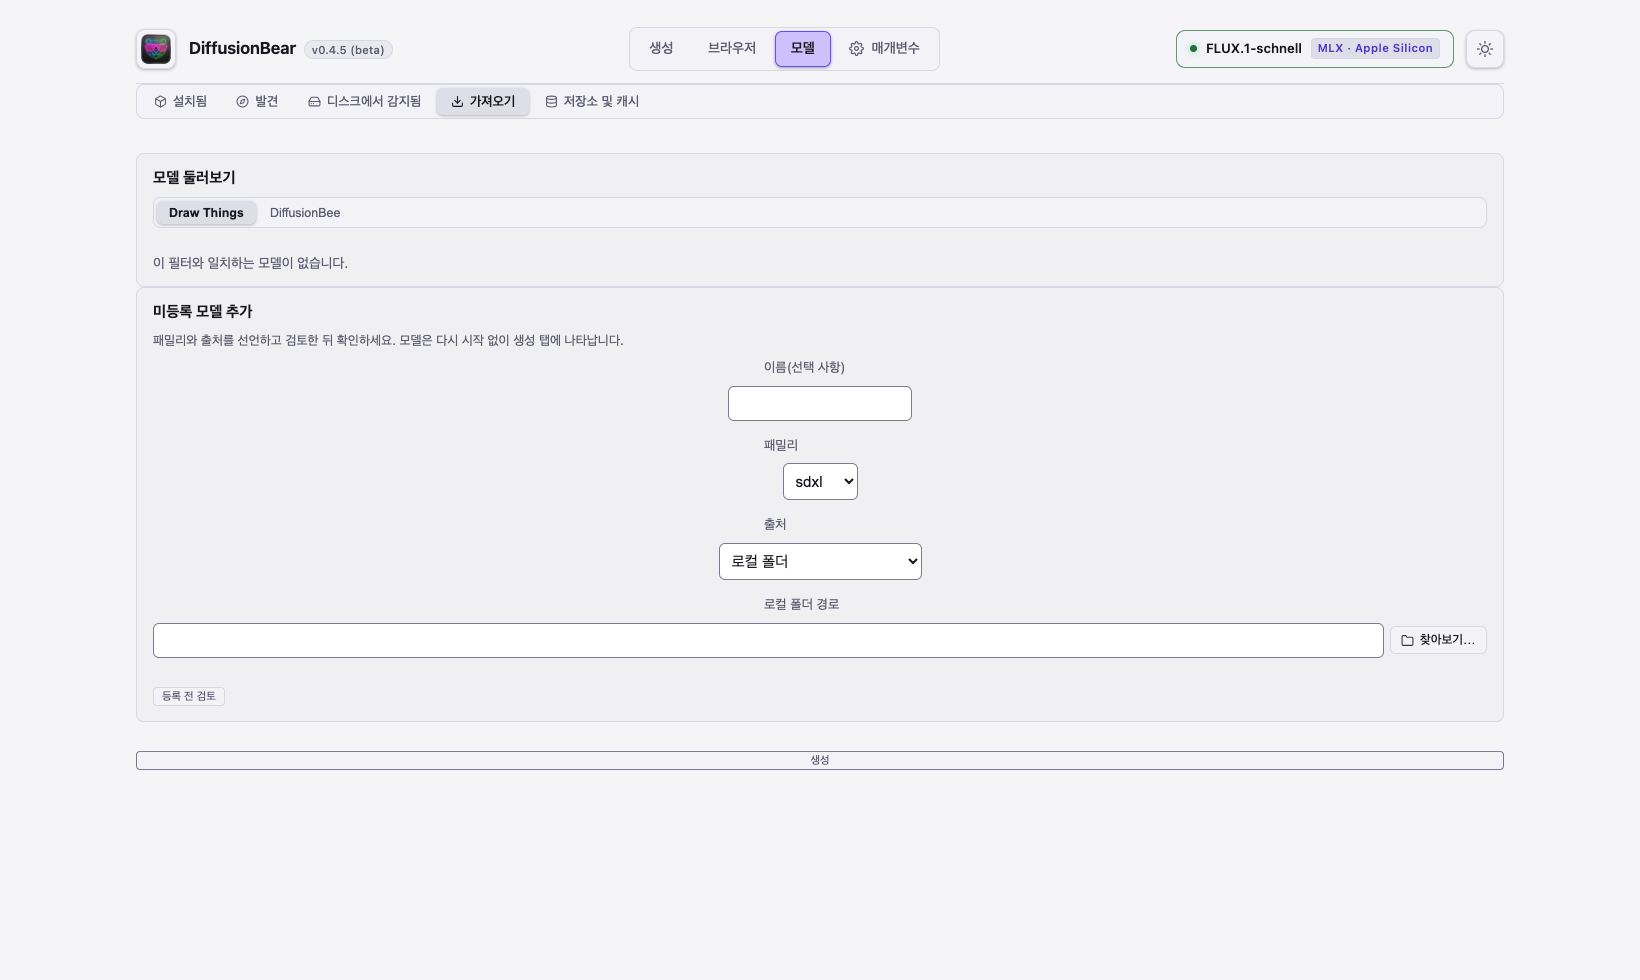 DiffusionBear v0.4.5 (beta)
생성 브라우저 모델 매개변수
FLUX.1-schnell MLX · Apple Silicon
설치됨 발견 디스크에서 감지됨 가져오기 저장소 및 캐시
모델 둘러보기
Draw Things DiffusionBee
이 필터와 일치하는 모델이 없습니다.
미등록 모델 추가
패밀리와 출처를 선언하고 검토한 뒤 확인하세요. 모델은 다시 시작 없이 생성 탭에 나타납니다.
이름(선택 사항)
패밀리
sdxl
출처
로컬 폴더
로컬 폴더 경로
찾아보기...
등록 전 검토
생성